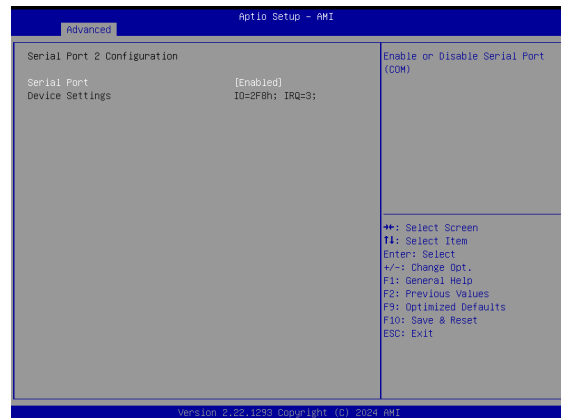 Aptio Setup - AMI
Advanced
Serial Port 2 Configuration
Serial Port [Enabled]
Device Settings IO=2F8h; IRQ=3;
Enable or Disable Serial Port
(COM)
→←: Select Screen
↑↓: Select Item
Enter: Select
+/-: Change Opt.
F1: General Help
F2: Previous Values
F9: Optimized Defaults
F10: Save & Reset
ESC: Exit
Version 2.22.1293 Copyright (C) 2024 AMI